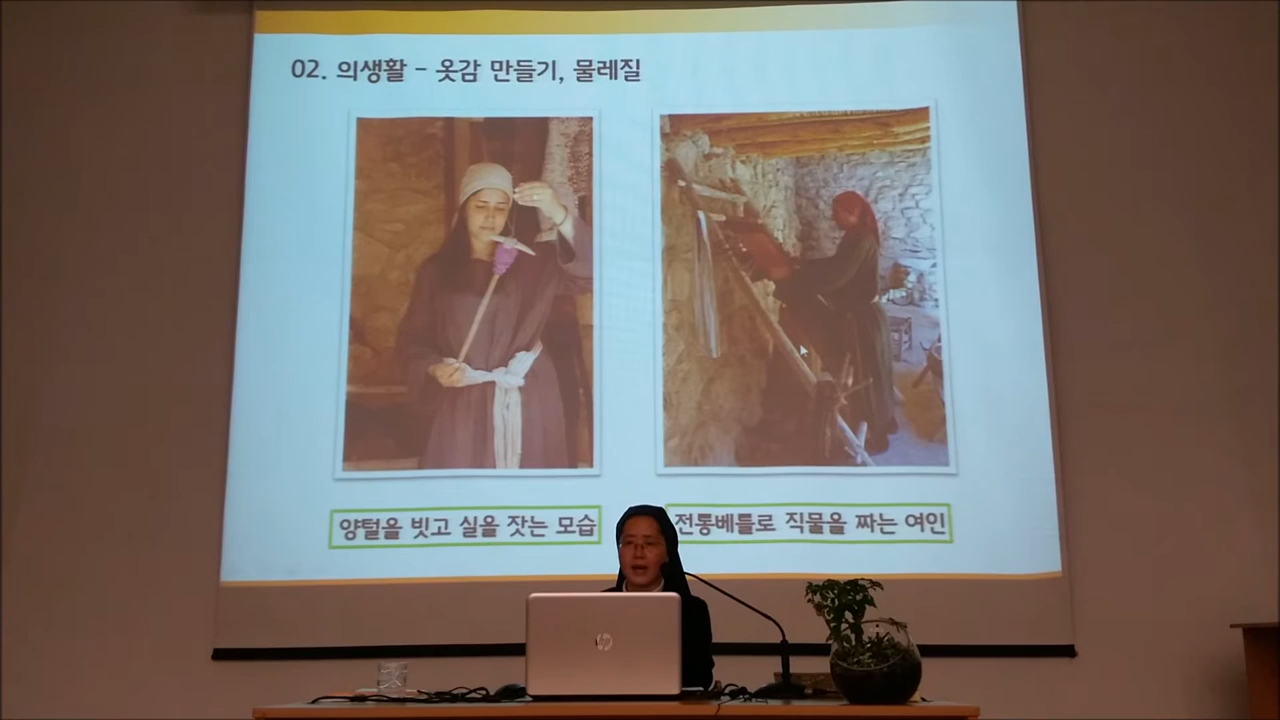 02. 의생활 - 옷감 만들기, 물레질
양털을 빗고 실을 잣는 모습
전통베틀로 직물을 짜는 여인
hp